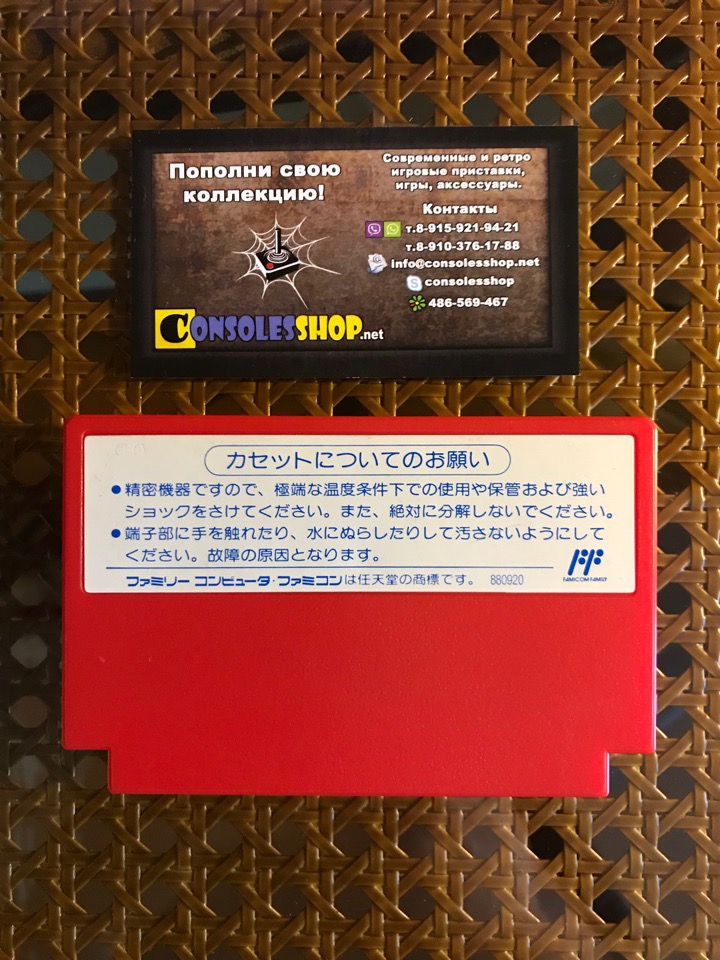 Пополни свою
коллекцию!
CONSOLESSHOP.net
Современные и ретро
игровые приставки,
игры, аксессуары.
Контакты
т.8-915-921-94-21
т.8-910-376-17-88
info@consolesshop.net
consolesshop
486-569-467
カセットについてのお願い
●精密機器ですので、極端な温度条件下での使用や保管および強い
ショックをさけてください。また、絶対に分解しないでください。
●端子部に手を触れたり、水にぬらしたりして汚さないようにして
ください。故障の原因となります。
ファミリー コンピュータ・ファミコンは任天堂の商標です。 880920
FF
FAMICOM FAMILY